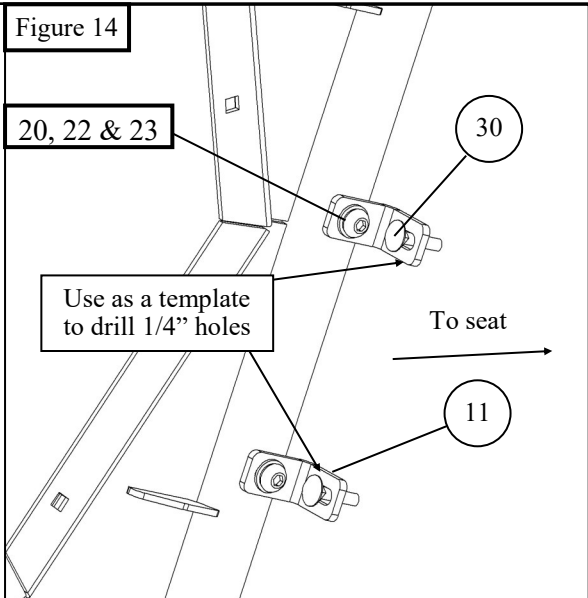 Figure 14
20, 22 & 23
30
Use as a template
to drill 1/4” holes
To seat
11